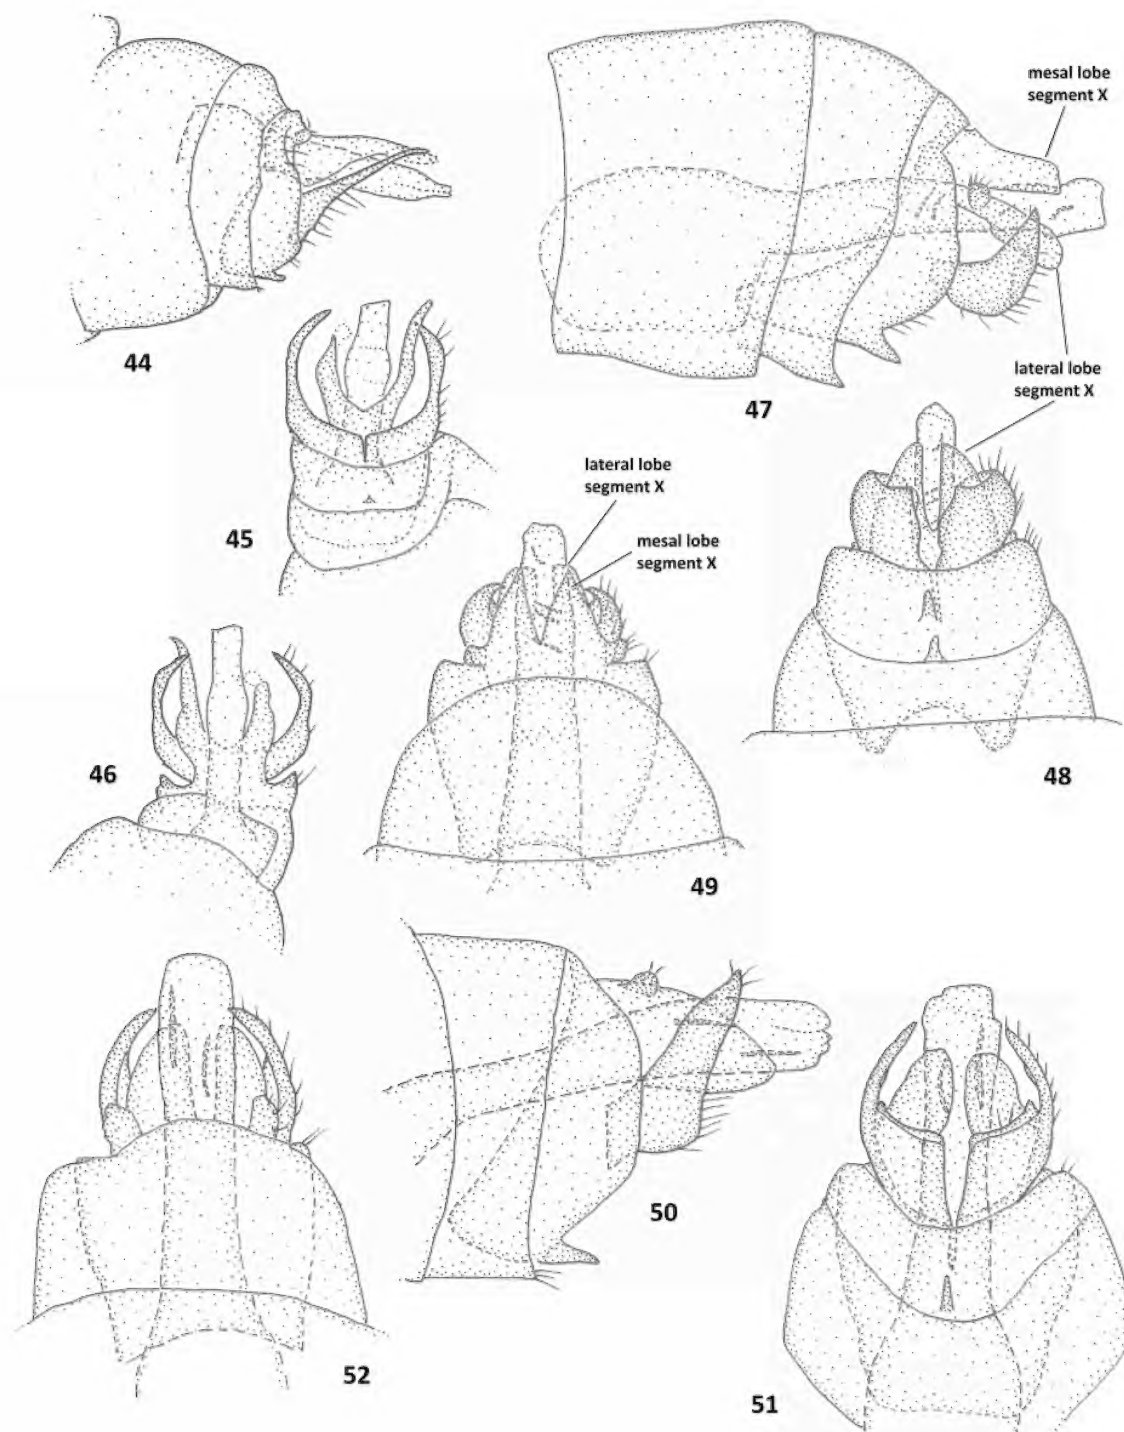 mesal lobe
segment X
44
47
lateral lobe
segment X
45
lateral lobe
segment X
mesal lobe
segment X
46
48
49
50
52
51